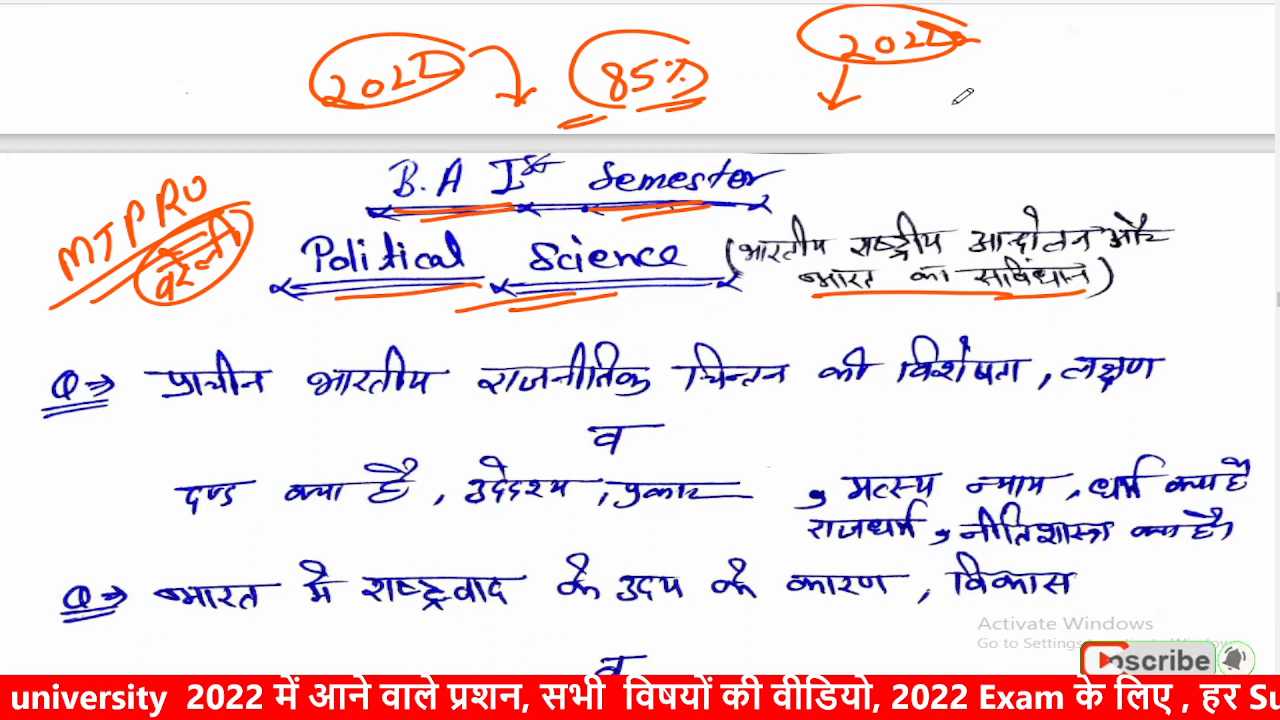 2022 85% 2022
B.A Ist Semester
MJPRU
बरेली
Political Science (भारतीय राष्ट्रीय आन्दोलन और
भारत का संविधान)
Q⇒ प्राचीन भारतीय राजनीतिक चिन्तन की विशेषता, लक्षण
व
दण्ड क्या है, उद्देश्य, प्रकार , मत्स्य न्याय, धर्म क्या है
राजधर्म, नीतिशास्त्र क्या है।
Q⇒ भारत में राष्ट्रवाद के उदय के कारण, विकास
व
Activate Windows
Go to Settings
bscribe
university 2022 में आने वाले प्रशन, सभी विषयों की वीडियो, 2022 Exam के लिए , हर Su